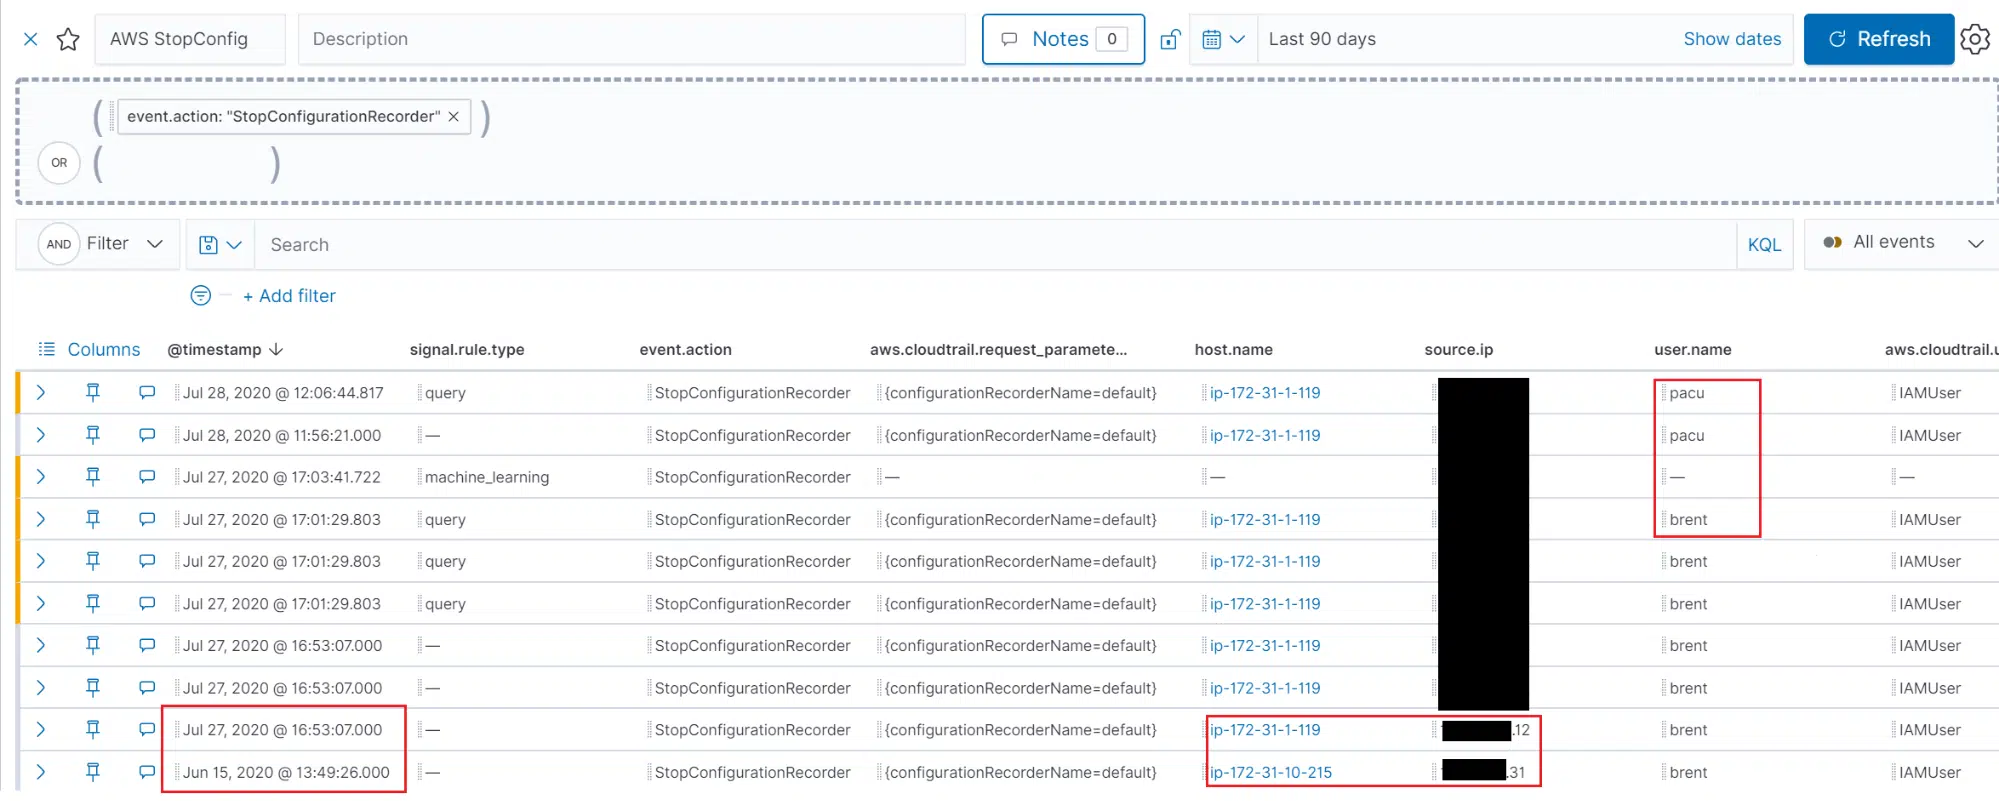 AWS StopConfig Description Notes 0 Last 90 days Show dates Refresh
( event.action: "StopConfigurationRecorder" × )
OR ( )
AND Filter Search KQL All events
+ Add filter
Columns @timestamp ↓ signal.rule.type event.action aws.cloudtrail.request_paramete... host.name source.ip user.name aws.cloudtrail.u
Jul 28, 2020 @ 12:06:44.817 query StopConfigurationRecorder {configurationRecorderName=default} ip-172-31-1-119 pacu IAMUser
Jul 28, 2020 @ 11:56:21.000 — StopConfigurationRecorder {configurationRecorderName=default} ip-172-31-1-119 pacu IAMUser
Jul 27, 2020 @ 17:03:41.722 machine_learning StopConfigurationRecorder — — — —
Jul 27, 2020 @ 17:01:29.803 query StopConfigurationRecorder {configurationRecorderName=default} ip-172-31-1-119 brent IAMUser
Jul 27, 2020 @ 17:01:29.803 query StopConfigurationRecorder {configurationRecorderName=default} ip-172-31-1-119 brent IAMUser
Jul 27, 2020 @ 17:01:29.803 query StopConfigurationRecorder {configurationRecorderName=default} ip-172-31-1-119 brent IAMUser
Jul 27, 2020 @ 16:53:07.000 — StopConfigurationRecorder {configurationRecorderName=default} ip-172-31-1-119 brent IAMUser
Jul 27, 2020 @ 16:53:07.000 — StopConfigurationRecorder {configurationRecorderName=default} ip-172-31-1-119 brent IAMUser
Jul 27, 2020 @ 16:53:07.000 — StopConfigurationRecorder {configurationRecorderName=default} ip-172-31-1-119 .12 brent IAMUser
Jun 15, 2020 @ 13:49:26.000 — StopConfigurationRecorder {configurationRecorderName=default} ip-172-31-10-215 .31 brent IAMUser